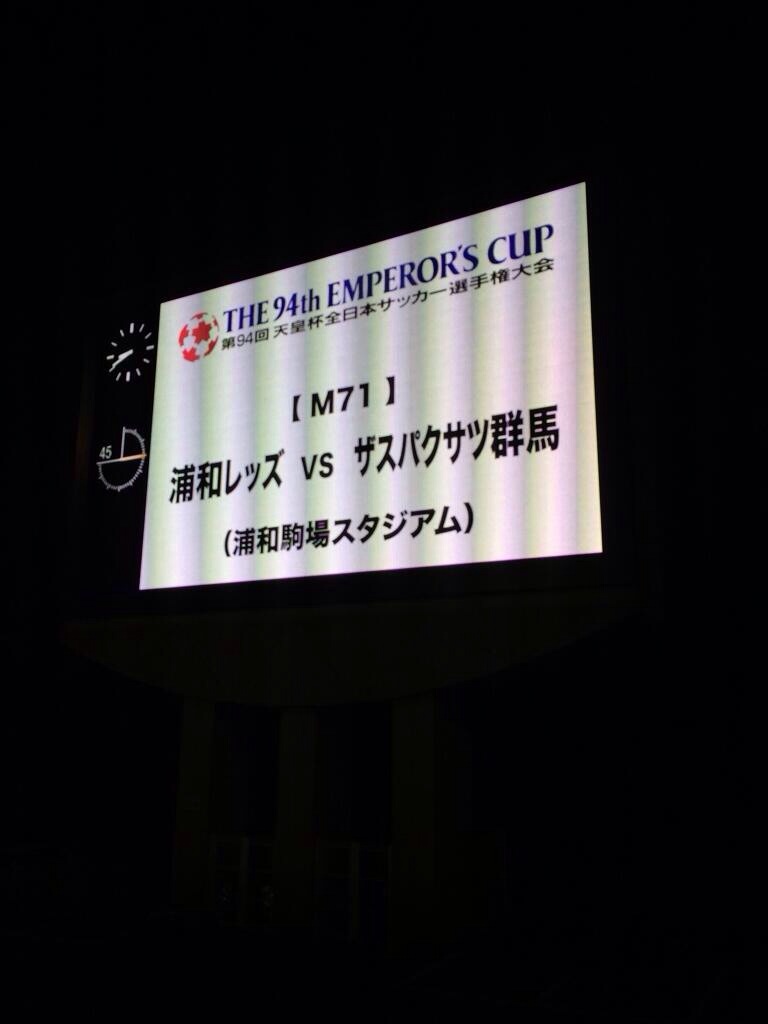 THE 94th EMPEROR'S CUP
第94回 天皇杯全日本サッカー選手権大会
【 M71 】
浦和レッズ vs ザスパクサツ群馬
(浦和駒場スタジアム)
45